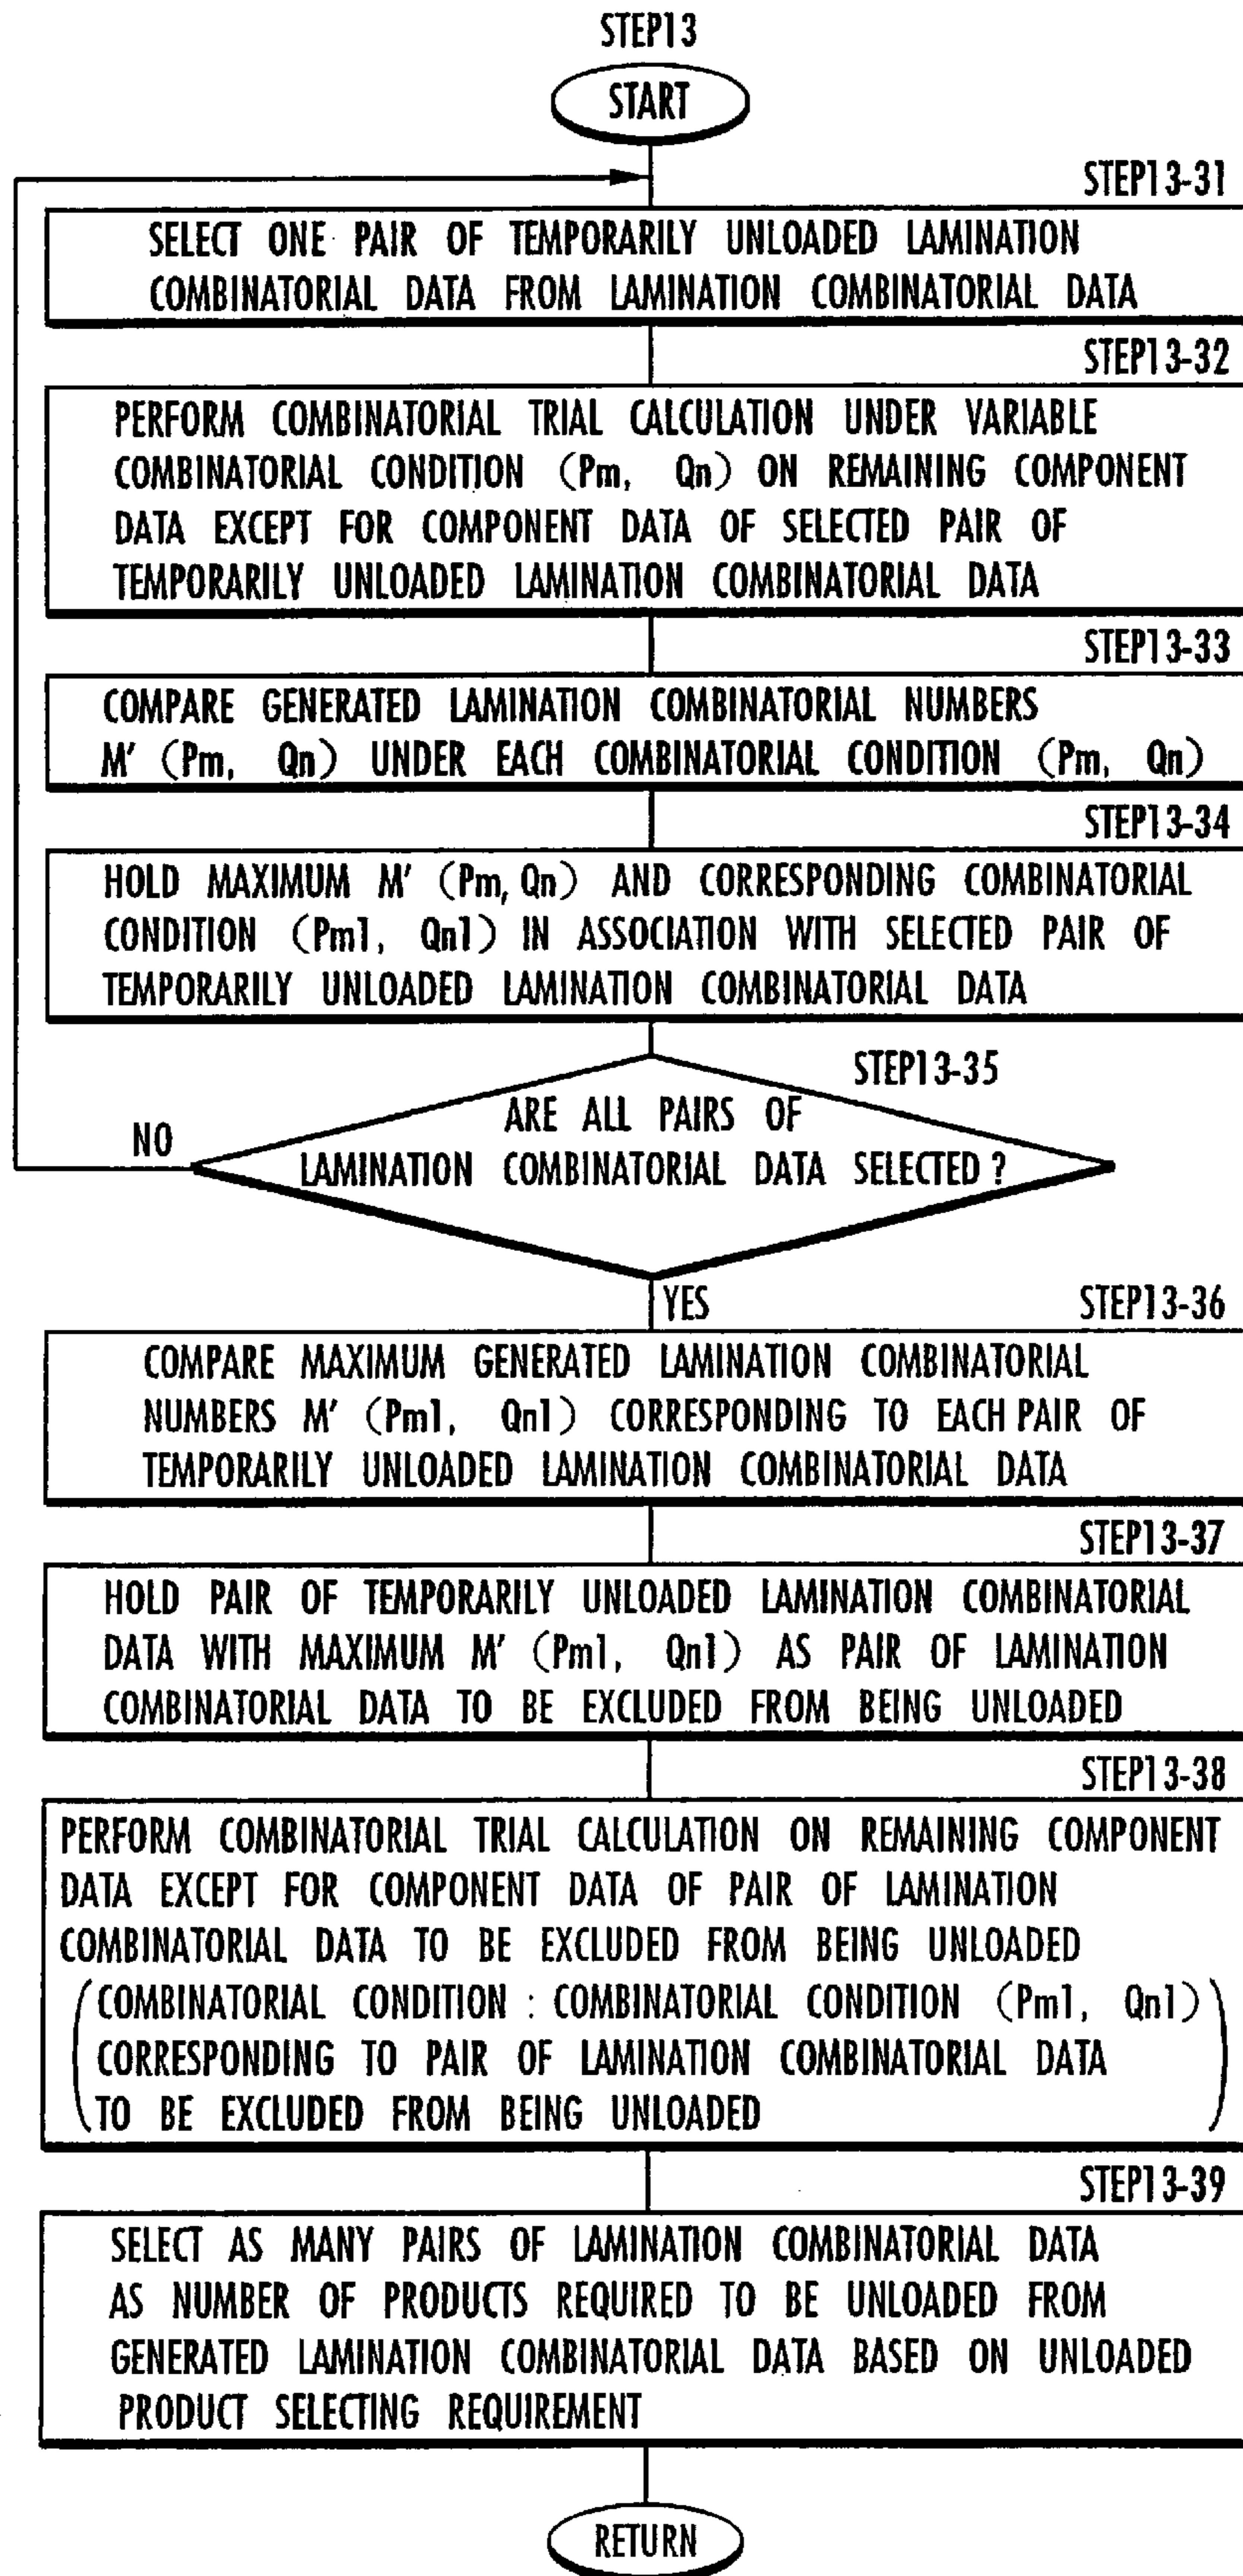 STEP13
START
STEP13-31
SELECT ONE PAIR OF TEMPORARILY UNLOADED LAMINATION
COMBINATORIAL DATA FROM LAMINATION COMBINATORIAL DATA
STEP13-32
PERFORM COMBINATORIAL TRIAL CALCULATION UNDER VARIABLE
COMBINATORIAL CONDITION (Pm, Qn) ON REMAINING COMPONENT
DATA EXCEPT FOR COMPONENT DATA OF SELECTED PAIR OF
TEMPORARILY UNLOADED LAMINATION COMBINATORIAL DATA
STEP13-33
COMPARE GENERATED LAMINATION COMBINATORIAL NUMBERS
M' (Pm, Qn) UNDER EACH COMBINATORIAL CONDITION (Pm, Qn)
STEP13-34
HOLD MAXIMUM M' (Pm, Qn) AND CORRESPONDING COMBINATORIAL
CONDITION (Pm1, Qn1) IN ASSOCIATION WITH SELECTED PAIR OF
TEMPORARILY UNLOADED LAMINATION COMBINATORIAL DATA
STEP13-35
ARE ALL PAIRS OF
NO
LAMINATION COMBINATORIAL DATA SELECTED ?
YES
STEP13-36
COMPARE MAXIMUM GENERATED LAMINATION COMBINATORIAL
NUMBERS M' (Pm1, Qn1) CORRESPONDING TO EACH PAIR OF
TEMPORARILY UNLOADED LAMINATION COMBINATORIAL DATA
STEP13-37
HOLD PAIR OF TEMPORARILY UNLOADED LAMINATION COMBINATORIAL
DATA WITH MAXIMUM M' (Pm1, Qn1) AS PAIR OF LAMINATION
COMBINATORIAL DATA TO BE EXCLUDED FROM BEING UNLOADED
STEP13-38
PERFORM COMBINATORIAL TRIAL CALCULATION ON REMAINING COMPONENT
DATA EXCEPT FOR COMPONENT DATA OF PAIR OF LAMINATION
COMBINATORIAL DATA TO BE EXCLUDED FROM BEING UNLOADED
(COMBINATORIAL CONDITION : COMBINATORIAL CONDITION (Pm1, Qn1)
CORRESPONDING TO PAIR OF LAMINATION COMBINATORIAL DATA
TO BE EXCLUDED FROM BEING UNLOADED)
STEP13-39
SELECT AS MANY PAIRS OF LAMINATION COMBINATORIAL DATA
AS NUMBER OF PRODUCTS REQUIRED TO BE UNLOADED FROM
GENERATED LAMINATION COMBINATORIAL DATA BASED ON UNLOADED
PRODUCT SELECTING REQUIREMENT
RETURN